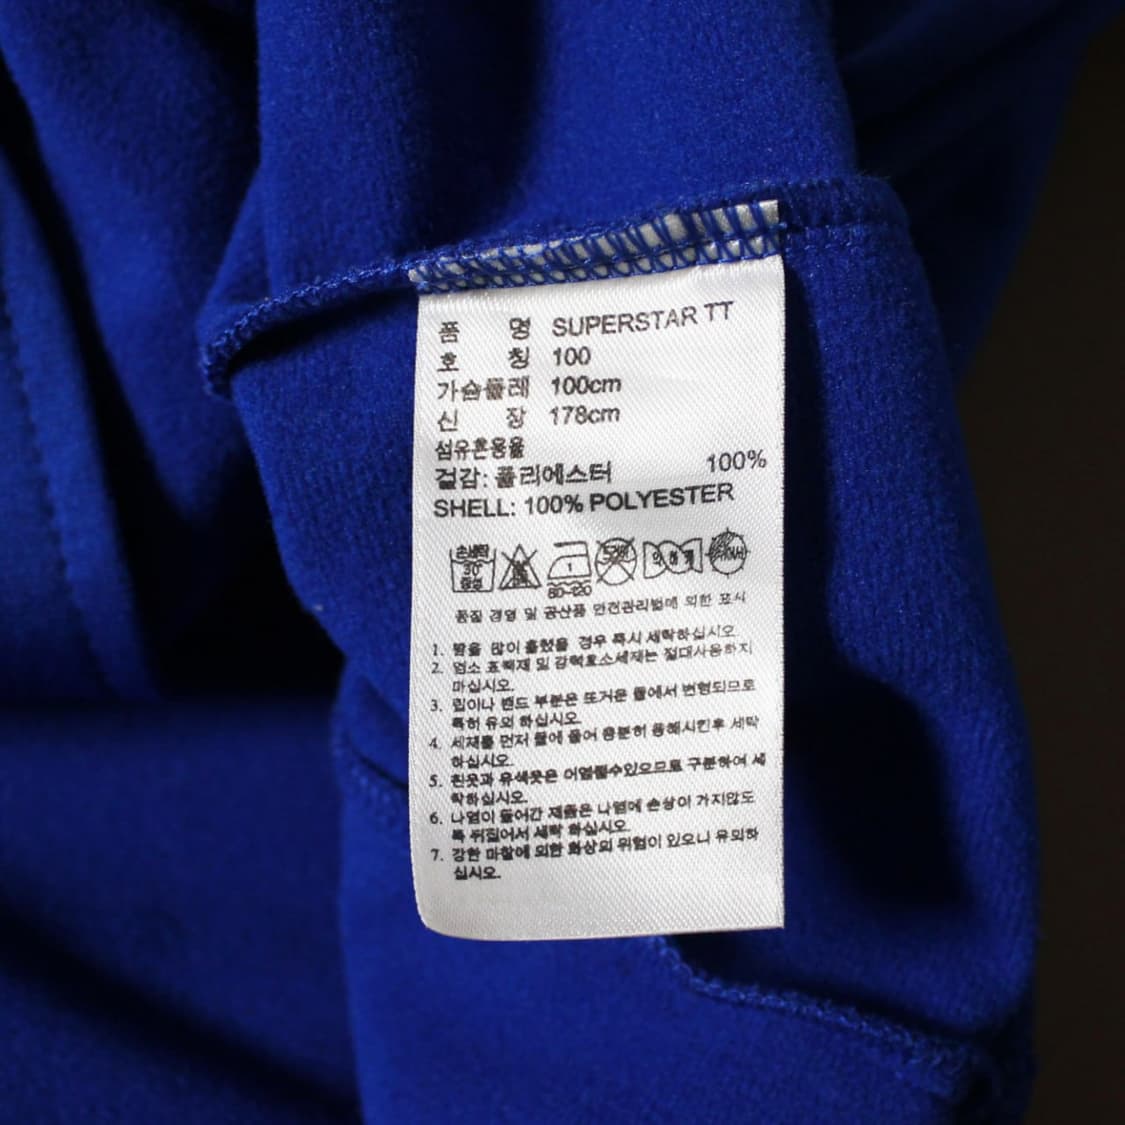 품 명 SUPERSTAR TT
호 칭 100
가슴둘레 100cm
신 장 178cm
섬유혼용율
겉감: 폴리에스터 100%
SHELL: 100% POLYESTER
손세탁 30° 중성
80~120
품질 경영 및 공산품 안전관리법에 의한 표시
1. 땀을 많이 흘렸을 경우 즉시 세탁하십시오
2. 염소 표백제 및 강력효소세제는 절대사용하지
마십시오.
3. 립이나 밴드 부분은 뜨거운 물에서 변형되므로
특히 유의 하십시오.
4. 세제를 먼저 물에 풀어 충분히 용해시킨후 세탁
하십시오.
5. 흰옷과 유색옷은 이염될수있으므로 구분하여 세
탁하십시오.
6. 나염이 들어간 제품은 나염에 손상이 가지않도
록 뒤집어서 세탁 하십시오.
7. 강한 마찰에 의한 화상의 위험이 있으니 유의하
십시오.